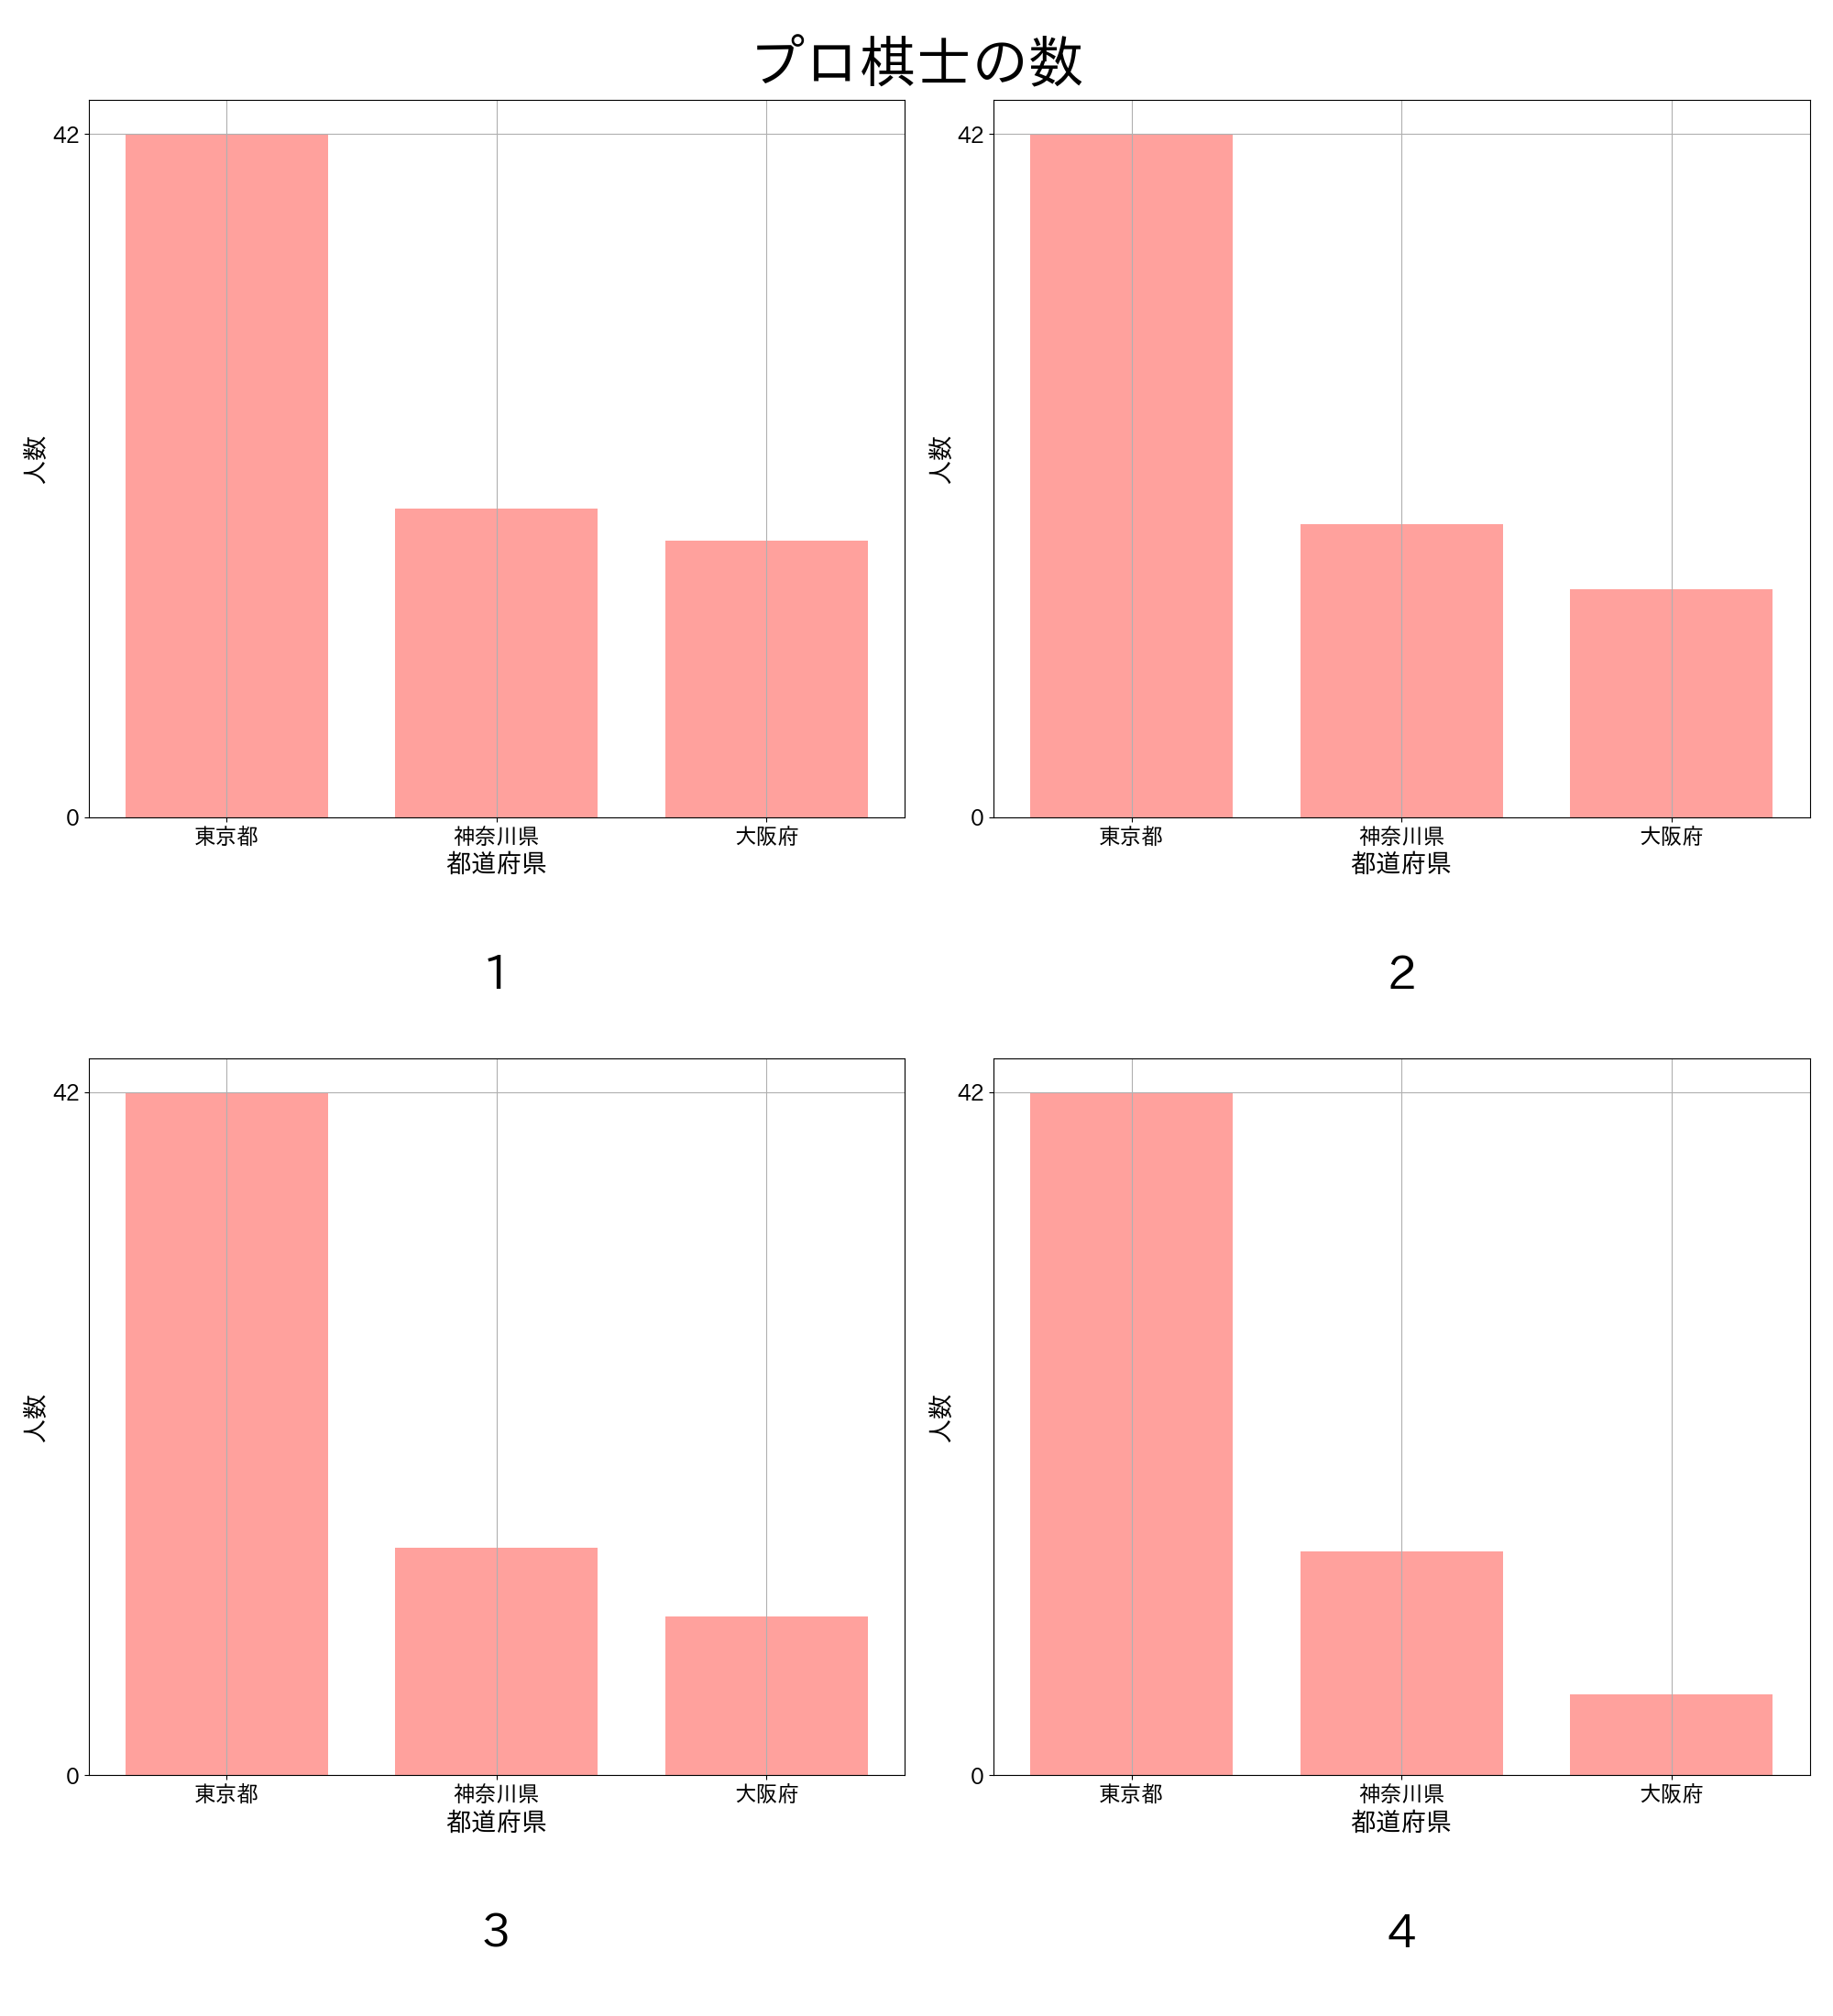 プロ棋士の数
42
0
人数
東京都 神奈川県 大阪府
都道府県
1
42
0
人数
東京都 神奈川県 大阪府
都道府県
2
42
0
人数
東京都 神奈川県 大阪府
都道府県
3
42
0
人数
東京都 神奈川県 大阪府
都道府県
4